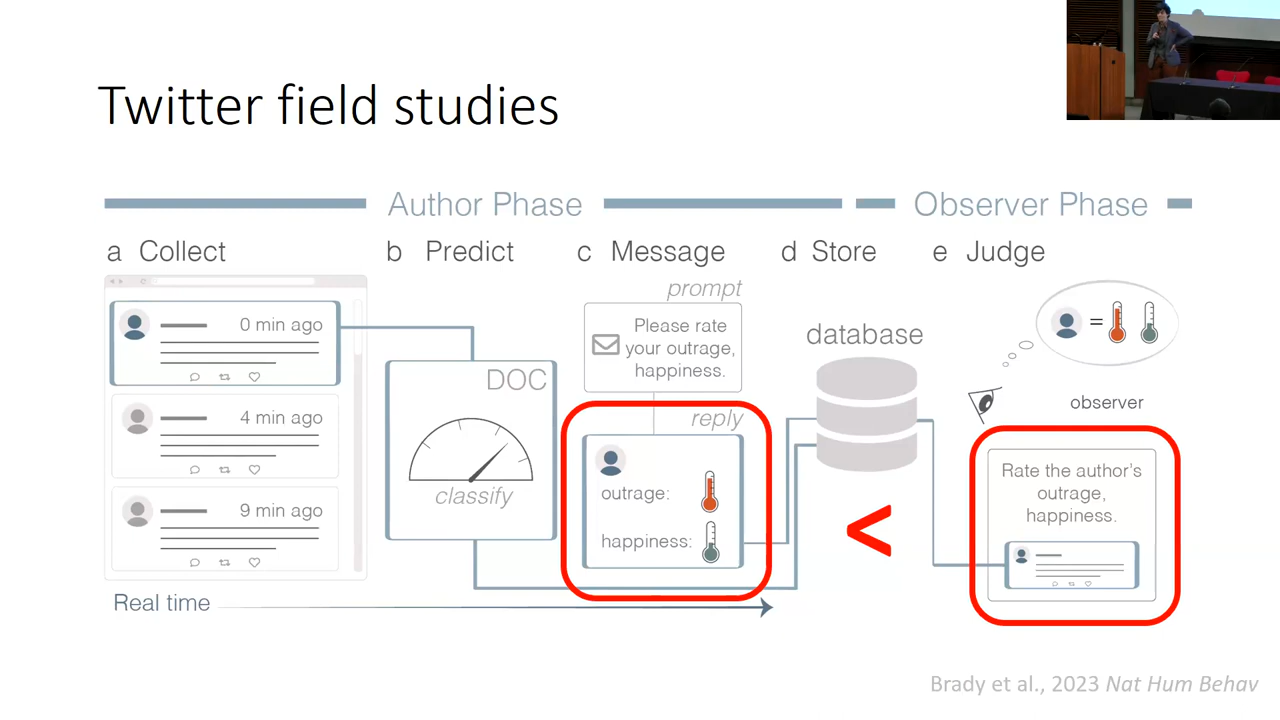 Twitter field studies
Author Phase
Observer Phase
a Collect
b Predict
c Message
d Store
e Judge
0 min ago
4 min ago
9 min ago
Real time
DOC
classify
prompt
Please rate
your outrage,
happiness.
reply
outrage:
happiness:
database
<
=
observer
Rate the author's
outrage,
happiness.
Brady et al., 2023 Nat Hum Behav